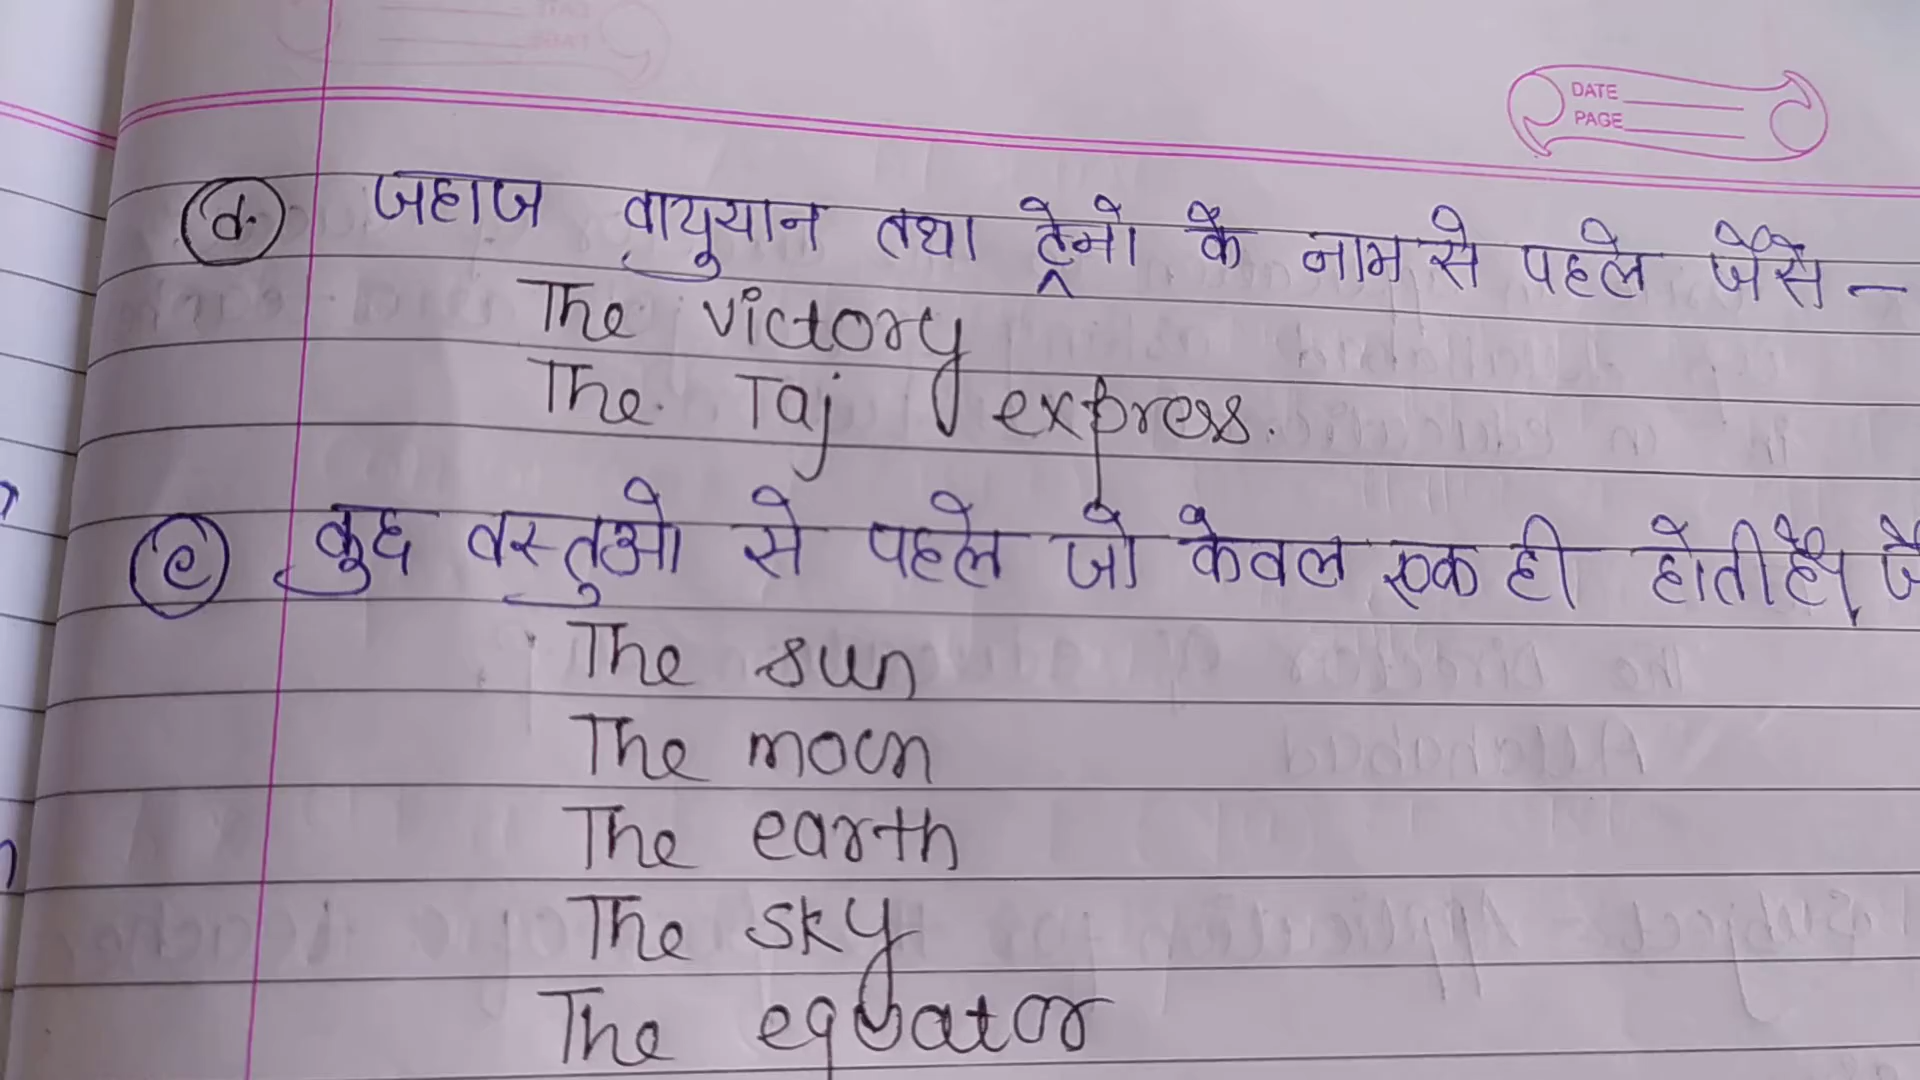 DATE
PAGE
(d) जहाज वायुयान तथा ट्रेनो के नाम से पहले जैसे -
The victory
The Taj express.
(e) कुछ वस्तुओ से पहले जो केवल एक ही होती है, जै
The sun
The moon
The earth
The sky
The equator